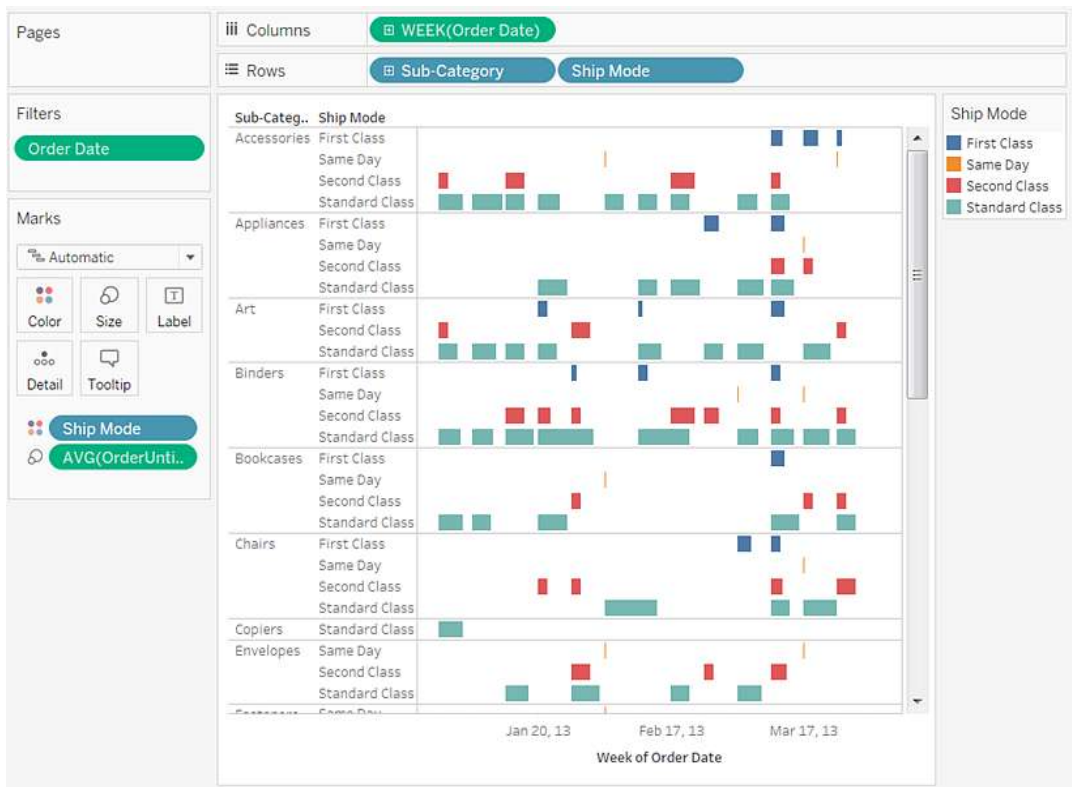 Pages
iii Columns
WEEK(Order Date)
Rows
Sub-Category Ship Mode
Filters
Order Date
Marks
Automatic
Color Size Label
Detail Tooltip
Ship Mode
AVG(OrderUnti..
Sub-Categ.. Ship Mode
Accessories First Class
Same Day
Second Class
Standard Class
Appliances First Class
Same Day
Second Class
Standard Class
Art First Class
Second Class
Standard Class
Binders First Class
Same Day
Second Class
Standard Class
Bookcases First Class
Same Day
Second Class
Standard Class
Chairs First Class
Same Day
Second Class
Standard Class
Copiers Standard Class
Envelopes Same Day
Second Class
Standard Class
Jan 20, 13 Feb 17, 13 Mar 17, 13
Week of Order Date
Ship Mode
First Class
Same Day
Second Class
Standard Class